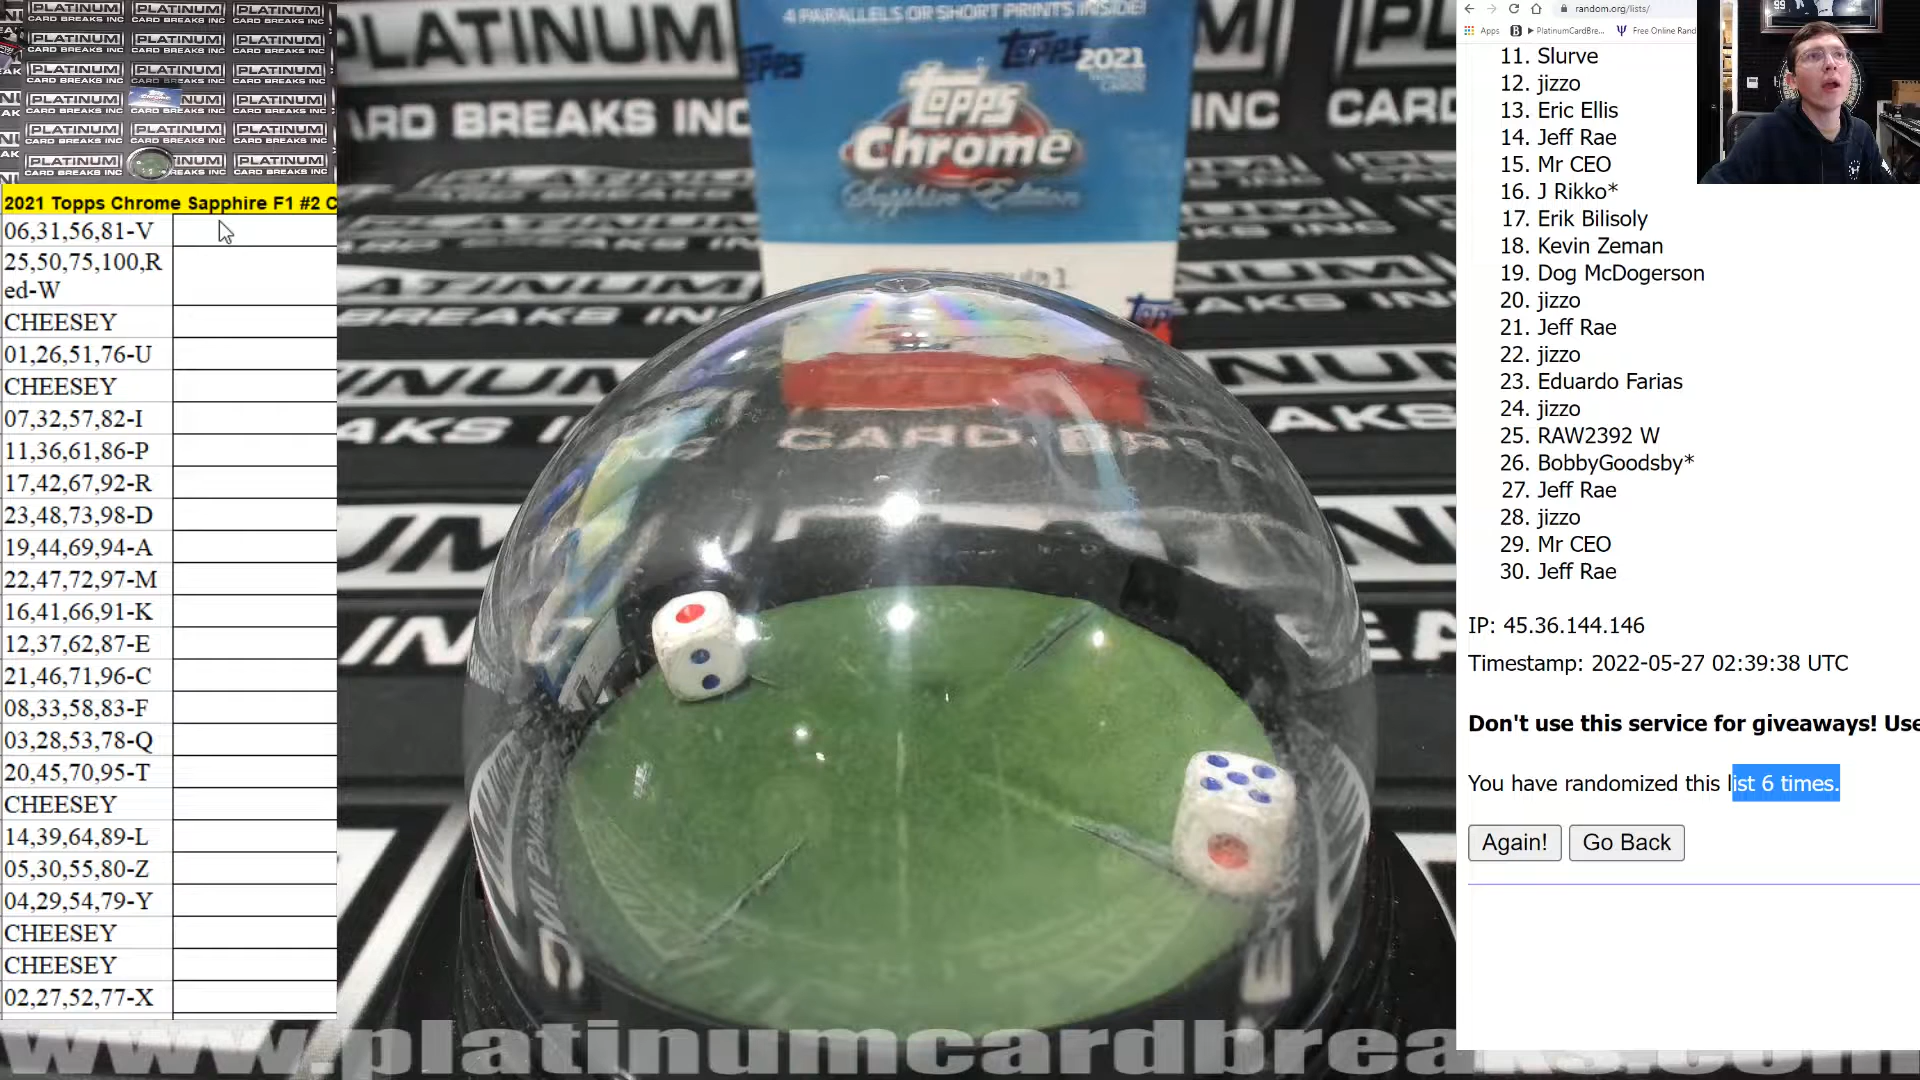 PLATINUM
CARD BREAKS INC
2021 Topps Chrome Sapphire F1 #2 C
06,31,56,81-V
25,50,75,100,R
ed-W
CHEESEY
01,26,51,76-U
CHEESEY
07,32,57,82-I
11,36,61,86-P
17,42,67,92-R
23,48,73,98-D
19,44,69,94-A
22,47,72,97-M
16,41,66,91-K
12,37,62,87-E
21,46,71,96-C
08,33,58,83-F
03,28,53,78-Q
20,45,70,95-T
CHEESEY
14,39,64,89-L
05,30,55,80-Z
04,29,54,79-Y
CHEESEY
CHEESEY
02,27,52,77-X
4 PARALLELS OR SHORT PRINTS INSIDE!
Topps
Topps
2021
Topps
Chrome
Sapphire Edition
www.platinumcardbreaks.com
random.org/lists/
Apps
PlatinumCardBre...
Free Online Rand
11. Slurve
12. jizzo
13. Eric Ellis
14. Jeff Rae
15. Mr CEO
16. J Rikko*
17. Erik Bilisoly
18. Kevin Zeman
19. Dog McDogerson
20. jizzo
21. Jeff Rae
22. jizzo
23. Eduardo Farias
24. jizzo
25. RAW2392 W
26. BobbyGoodsby*
27. Jeff Rae
28. jizzo
29. Mr CEO
30. Jeff Rae
IP: 45.36.144.146
Timestamp: 2022-05-27 02:39:38 UTC
Don't use this service for giveaways! Use
You have randomized this list 6 times.
Again!
Go Back
99